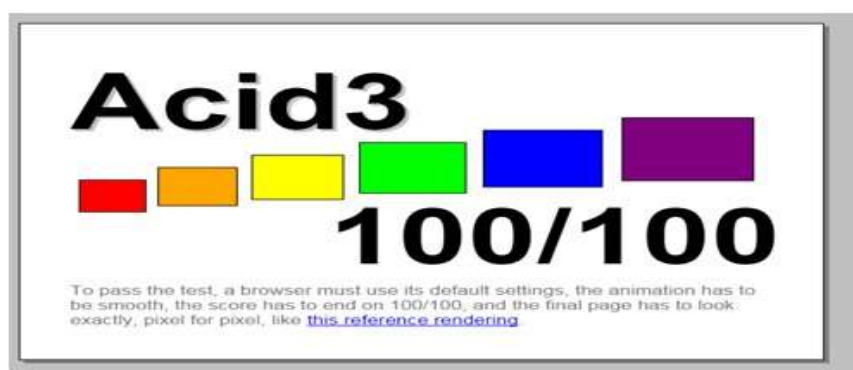 Acid3
100/100
To pass the test, a browser must use its default settings, the animation has to
be smooth, the score has to end on 100/100, and the final page has to look
exactly, pixel for pixel, like this reference rendering.